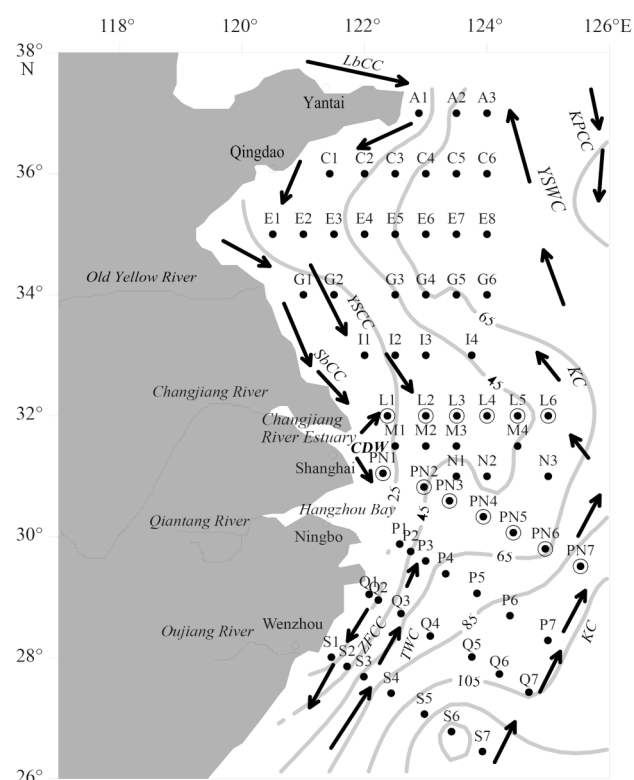 118° 120° 122° 124° 126°E
38°
N
LbCC
Yantai
A1 A2 A3
KPCC
Qingdao
36°
C1 C2 C3 C4 C5 C6
YSWC
E1 E2 E3 E4 E5 E6 E7 E8
Old Yellow River
34°
G1 G2 G3 G4 G5 G6
YSCC
65
I1 I2 I3 I4
SbCC
KC
45
Changjiang River
32°
L1 L2 L3 L4 L5 L6
Changjiang
River Estuary
M1 M2 M3 M4
CDW
Shanghai
PN1 PN2 N1 N2 N3
PN3
25
45
Hangzhou Bay
PN4
Qiantang River
PN5
30°
Ningbo
P1
P2
PN6
P3
65
PN7
P4
Q1
Q2
P5
Q3
P6
Wenzhou
85
Oujiang River
ZFCC
TWC
Q4
P7
KC
28°
S1
S2
Q5
S3
Q6
S4
105
Q7
S5
S6
S7
26°